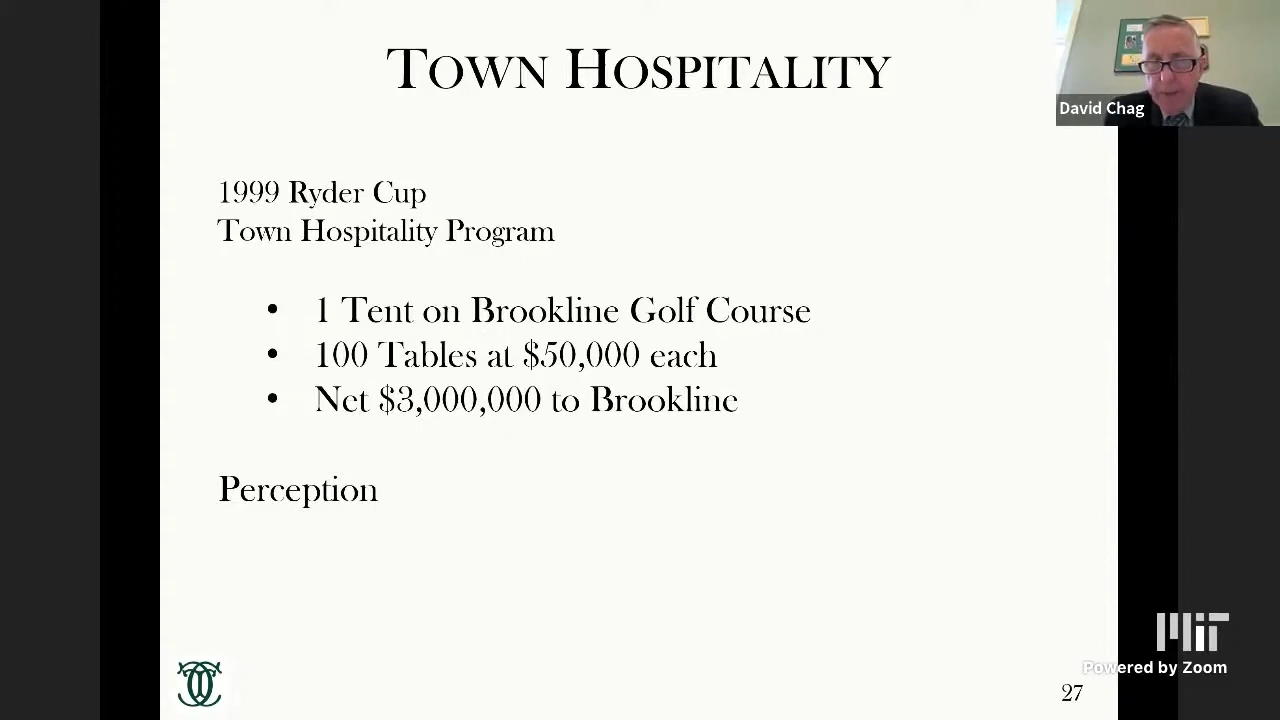 TOWN HOSPITALITY
David Chag
1999 Ryder Cup
Town Hospitality Program
• 1 Tent on Brookline Golf Course
• 100 Tables at $50,000 each
• Net $3,000,000 to Brookline
Perception
MIT
Powered by Zoom
27